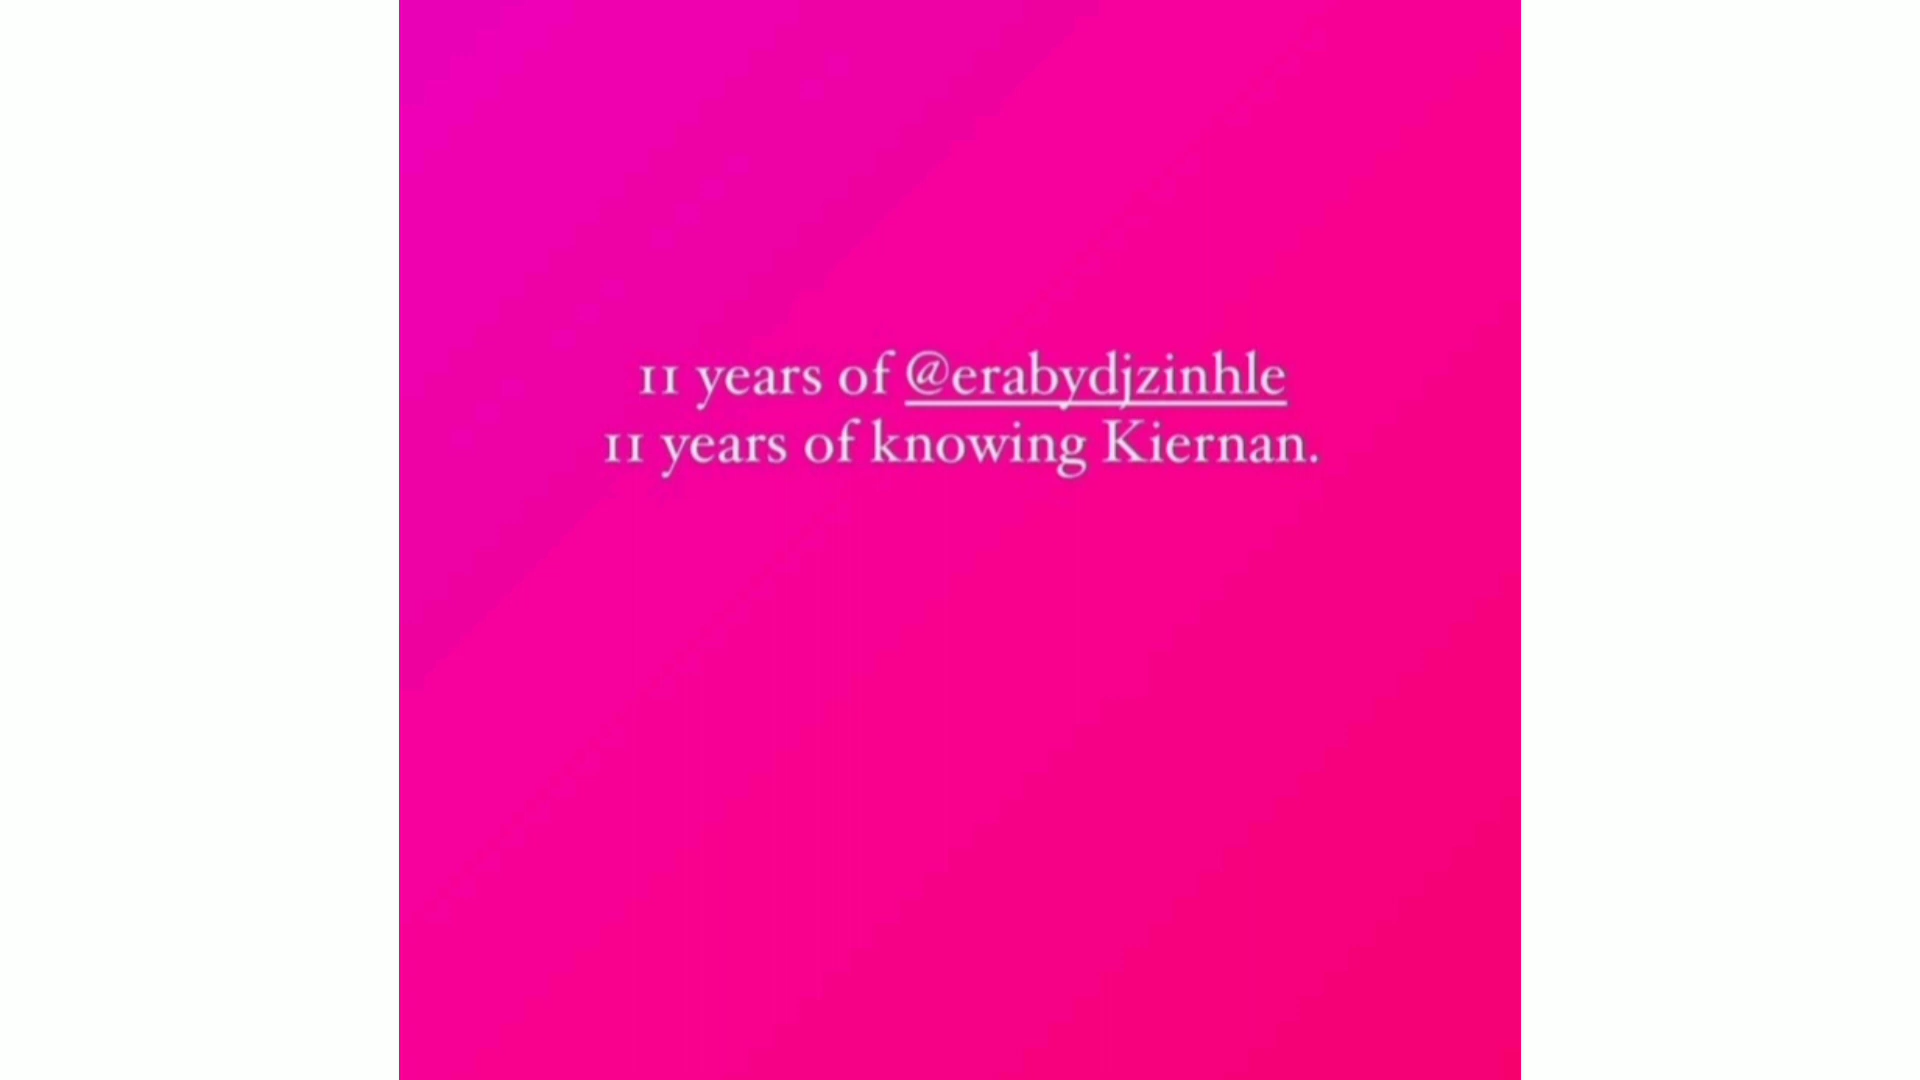 11 years of @erabydjzinhle
11 years of knowing Kiernan.